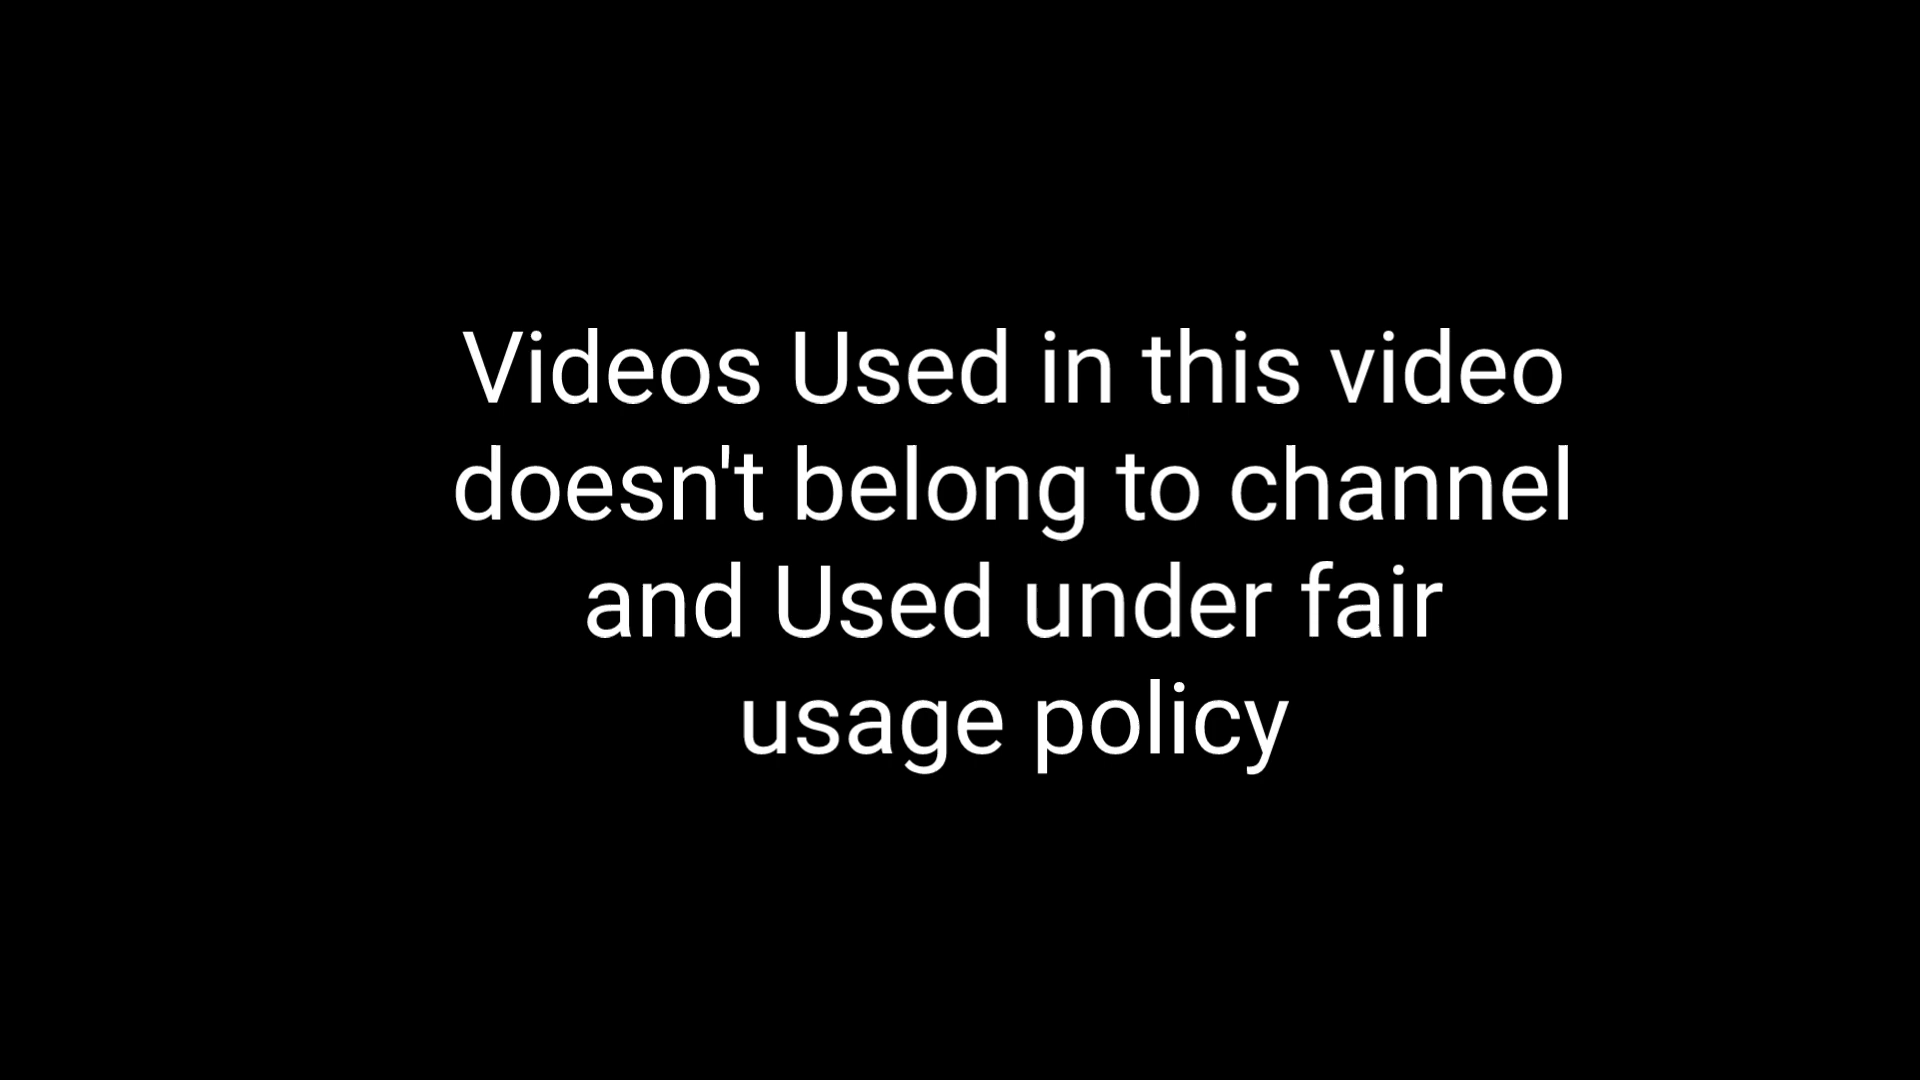 Videos Used in this video
doesn't belong to channel
and Used under fair
usage policy